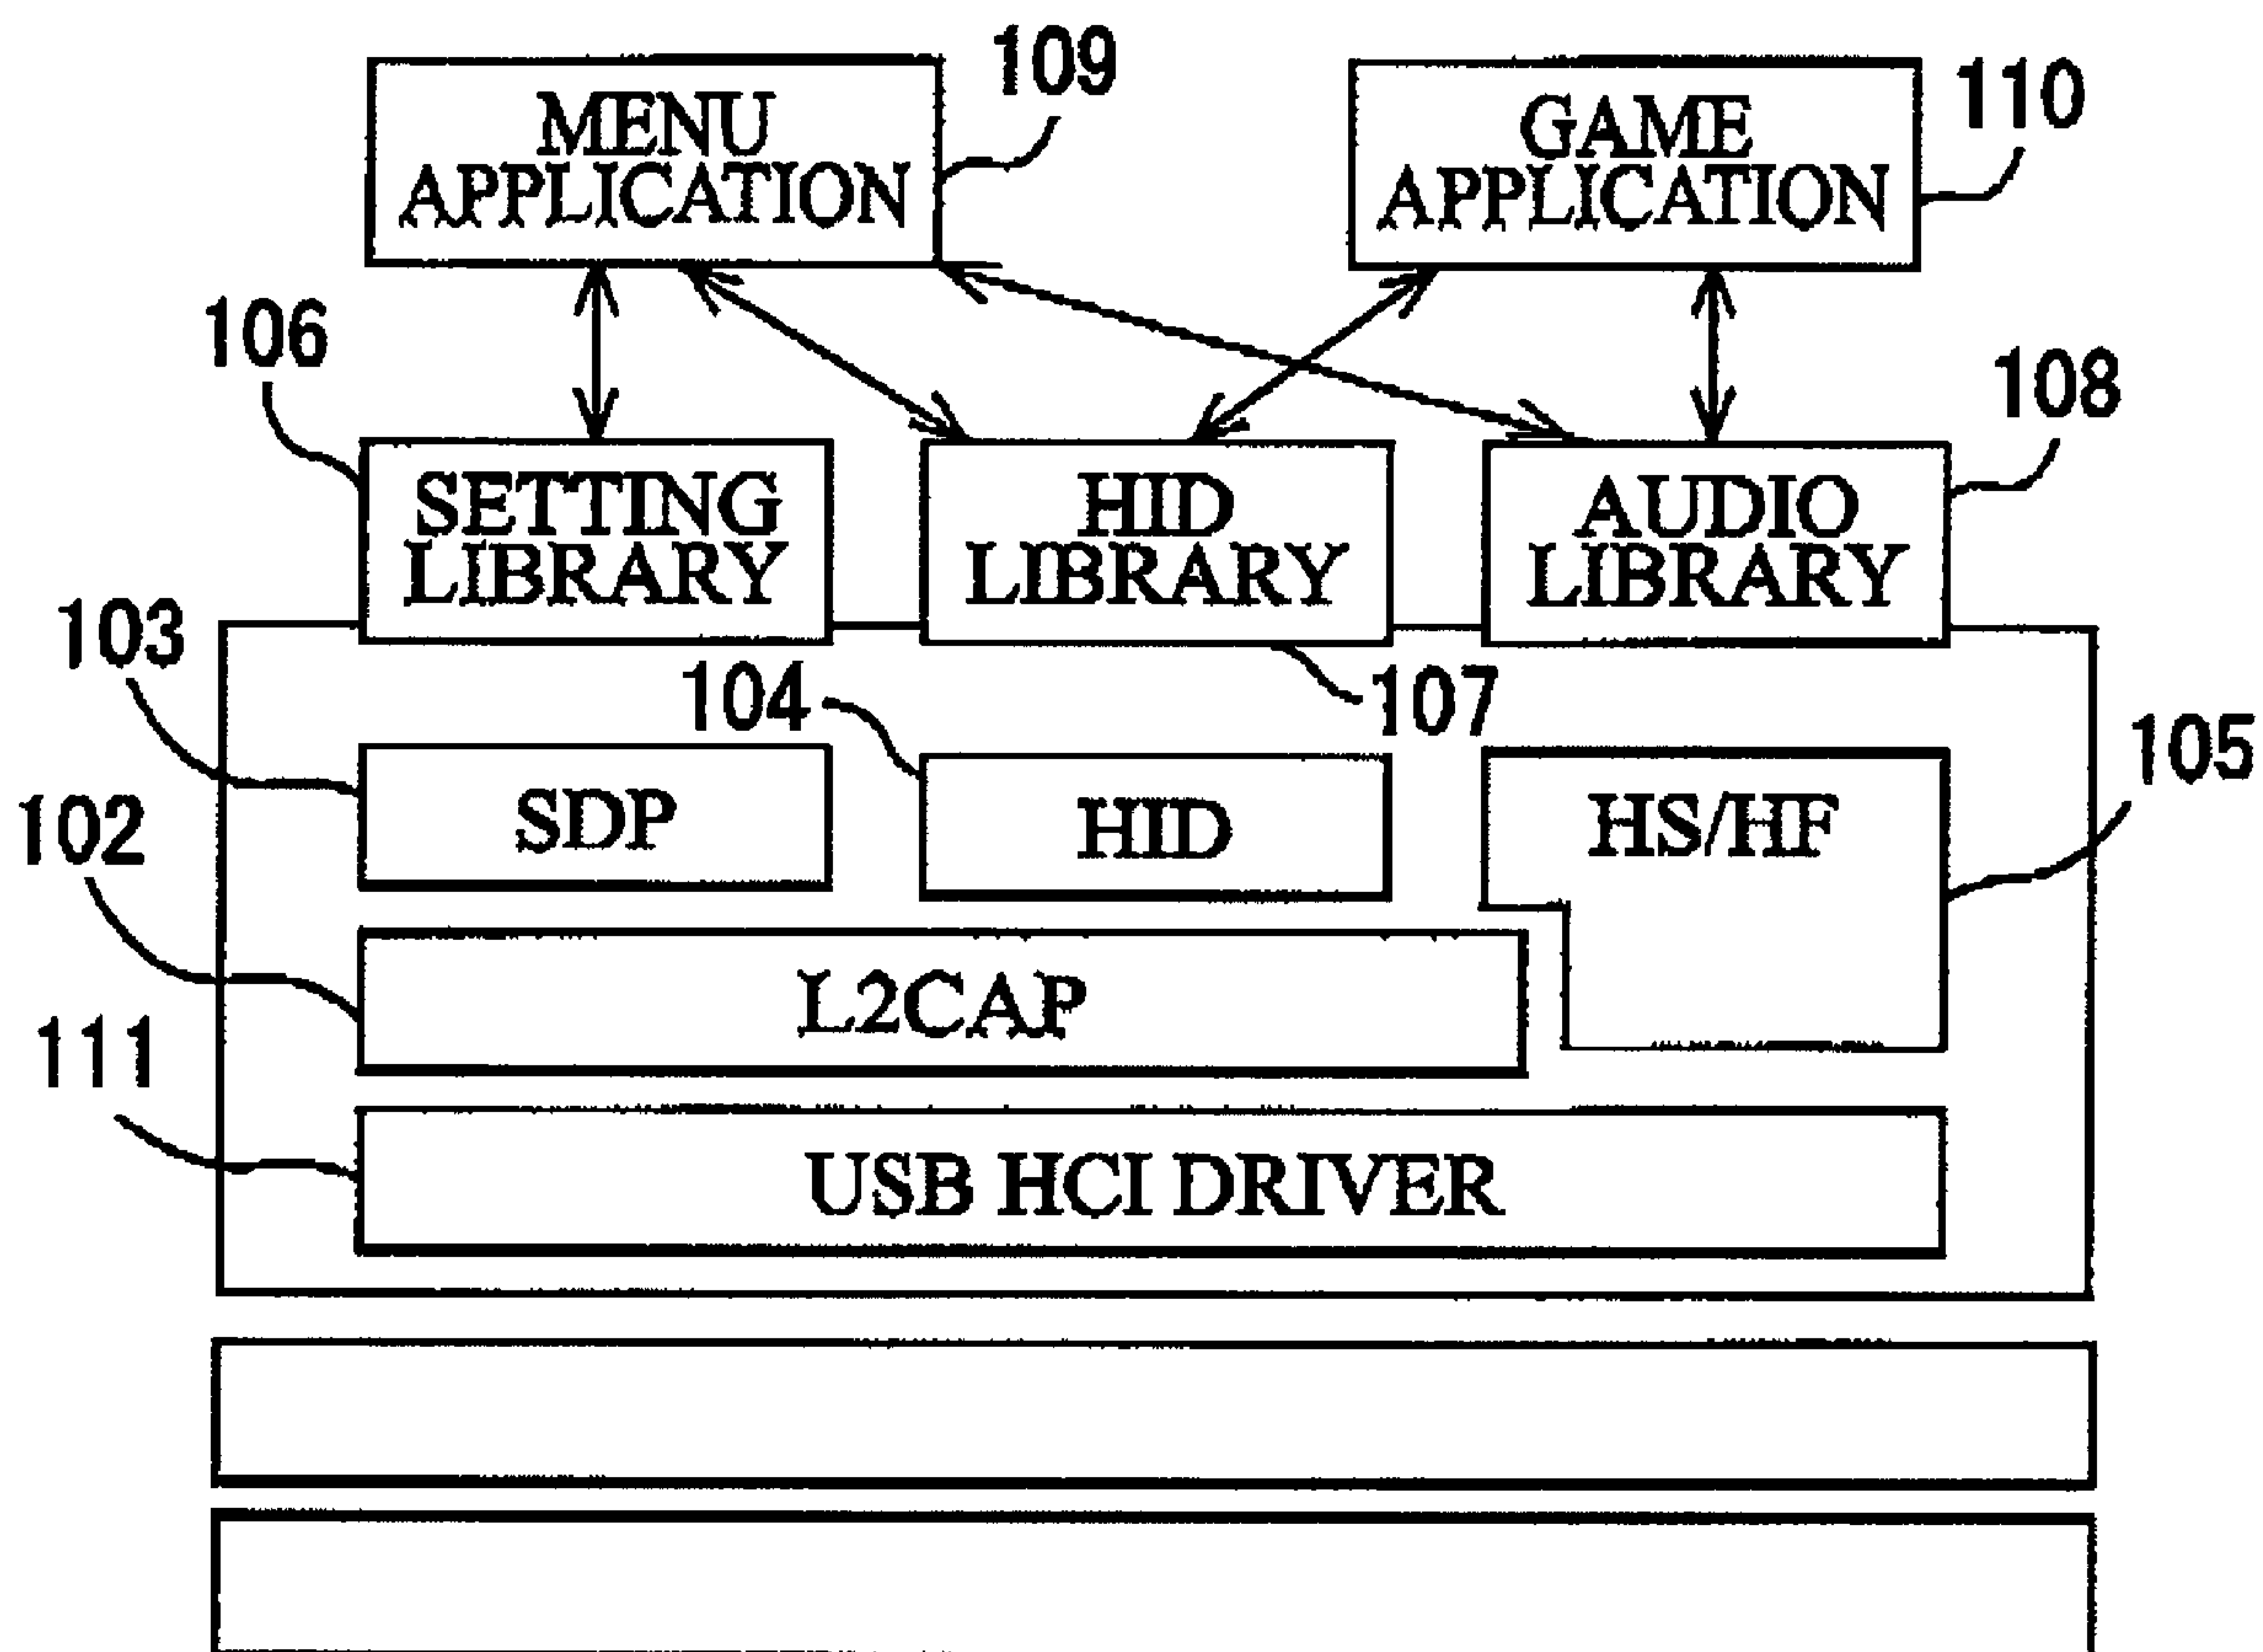 109
MENU
APPLICATION
110
GAME
APPLICATION
106
108
SETTING
LIBRARY
HID
LIBRARY
AUDIO
LIBRARY
103
104
107
105
SDP
HID
HS/HF
102
L2CAP
111
USB HCI DRIVER